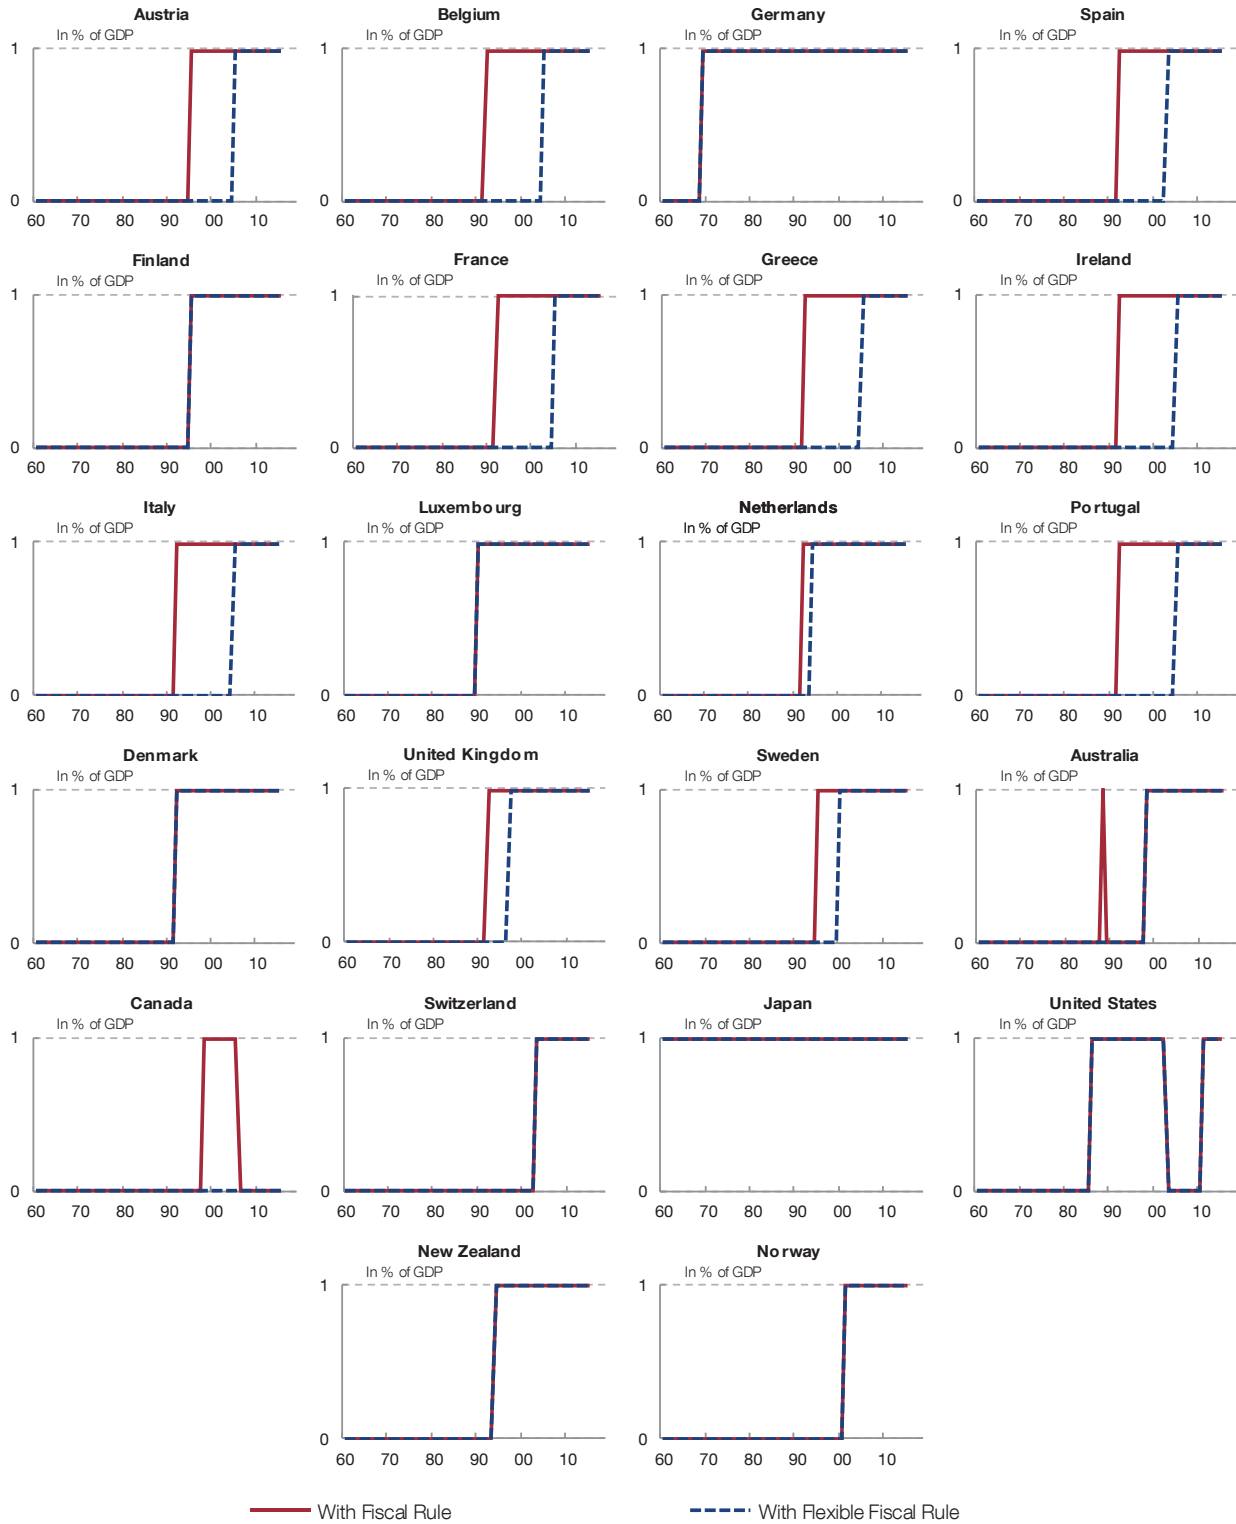 Austria Belgium Germany Spain
In % of GDP In % of GDP In % of GDP In % of GDP
1 1 1 1
0 0 0 0
60 70 80 90 00 10 60 70 80 90 00 10 60 70 80 90 00 10 60 70 80 90 00 10
Finland France Greece Ireland
In % of GDP In % of GDP In % of GDP In % of GDP
1 1 1 1
0 0 0 0
60 70 80 90 00 10 60 70 80 90 00 10 60 70 80 90 00 10 60 70 80 90 00 10
Italy Luxembourg Netherlands Portugal
In % of GDP In % of GDP In % of GDP In % of GDP
1 1 1 1
0 0 0 0
60 70 80 90 00 10 60 70 80 90 00 10 60 70 80 90 00 10 60 70 80 90 00 10
Denmark United Kingdom Sweden Australia
In % of GDP In % of GDP In % of GDP In % of GDP
1 1 1 1
0 0 0 0
60 70 80 90 00 10 60 70 80 90 00 10 60 70 80 90 00 10 60 70 80 90 00 10
Canada Switzerland Japan United States
In % of GDP In % of GDP In % of GDP In % of GDP
1 1 1 1
0 0 0 0
60 70 80 90 00 10 60 70 80 90 00 10 60 70 80 90 00 10 60 70 80 90 00 10
New Zealand Norway
In % of GDP In % of GDP
1 1
0 0
60 70 80 90 00 10 60 70 80 90 00 10
With Fiscal Rule With Flexible Fiscal Rule